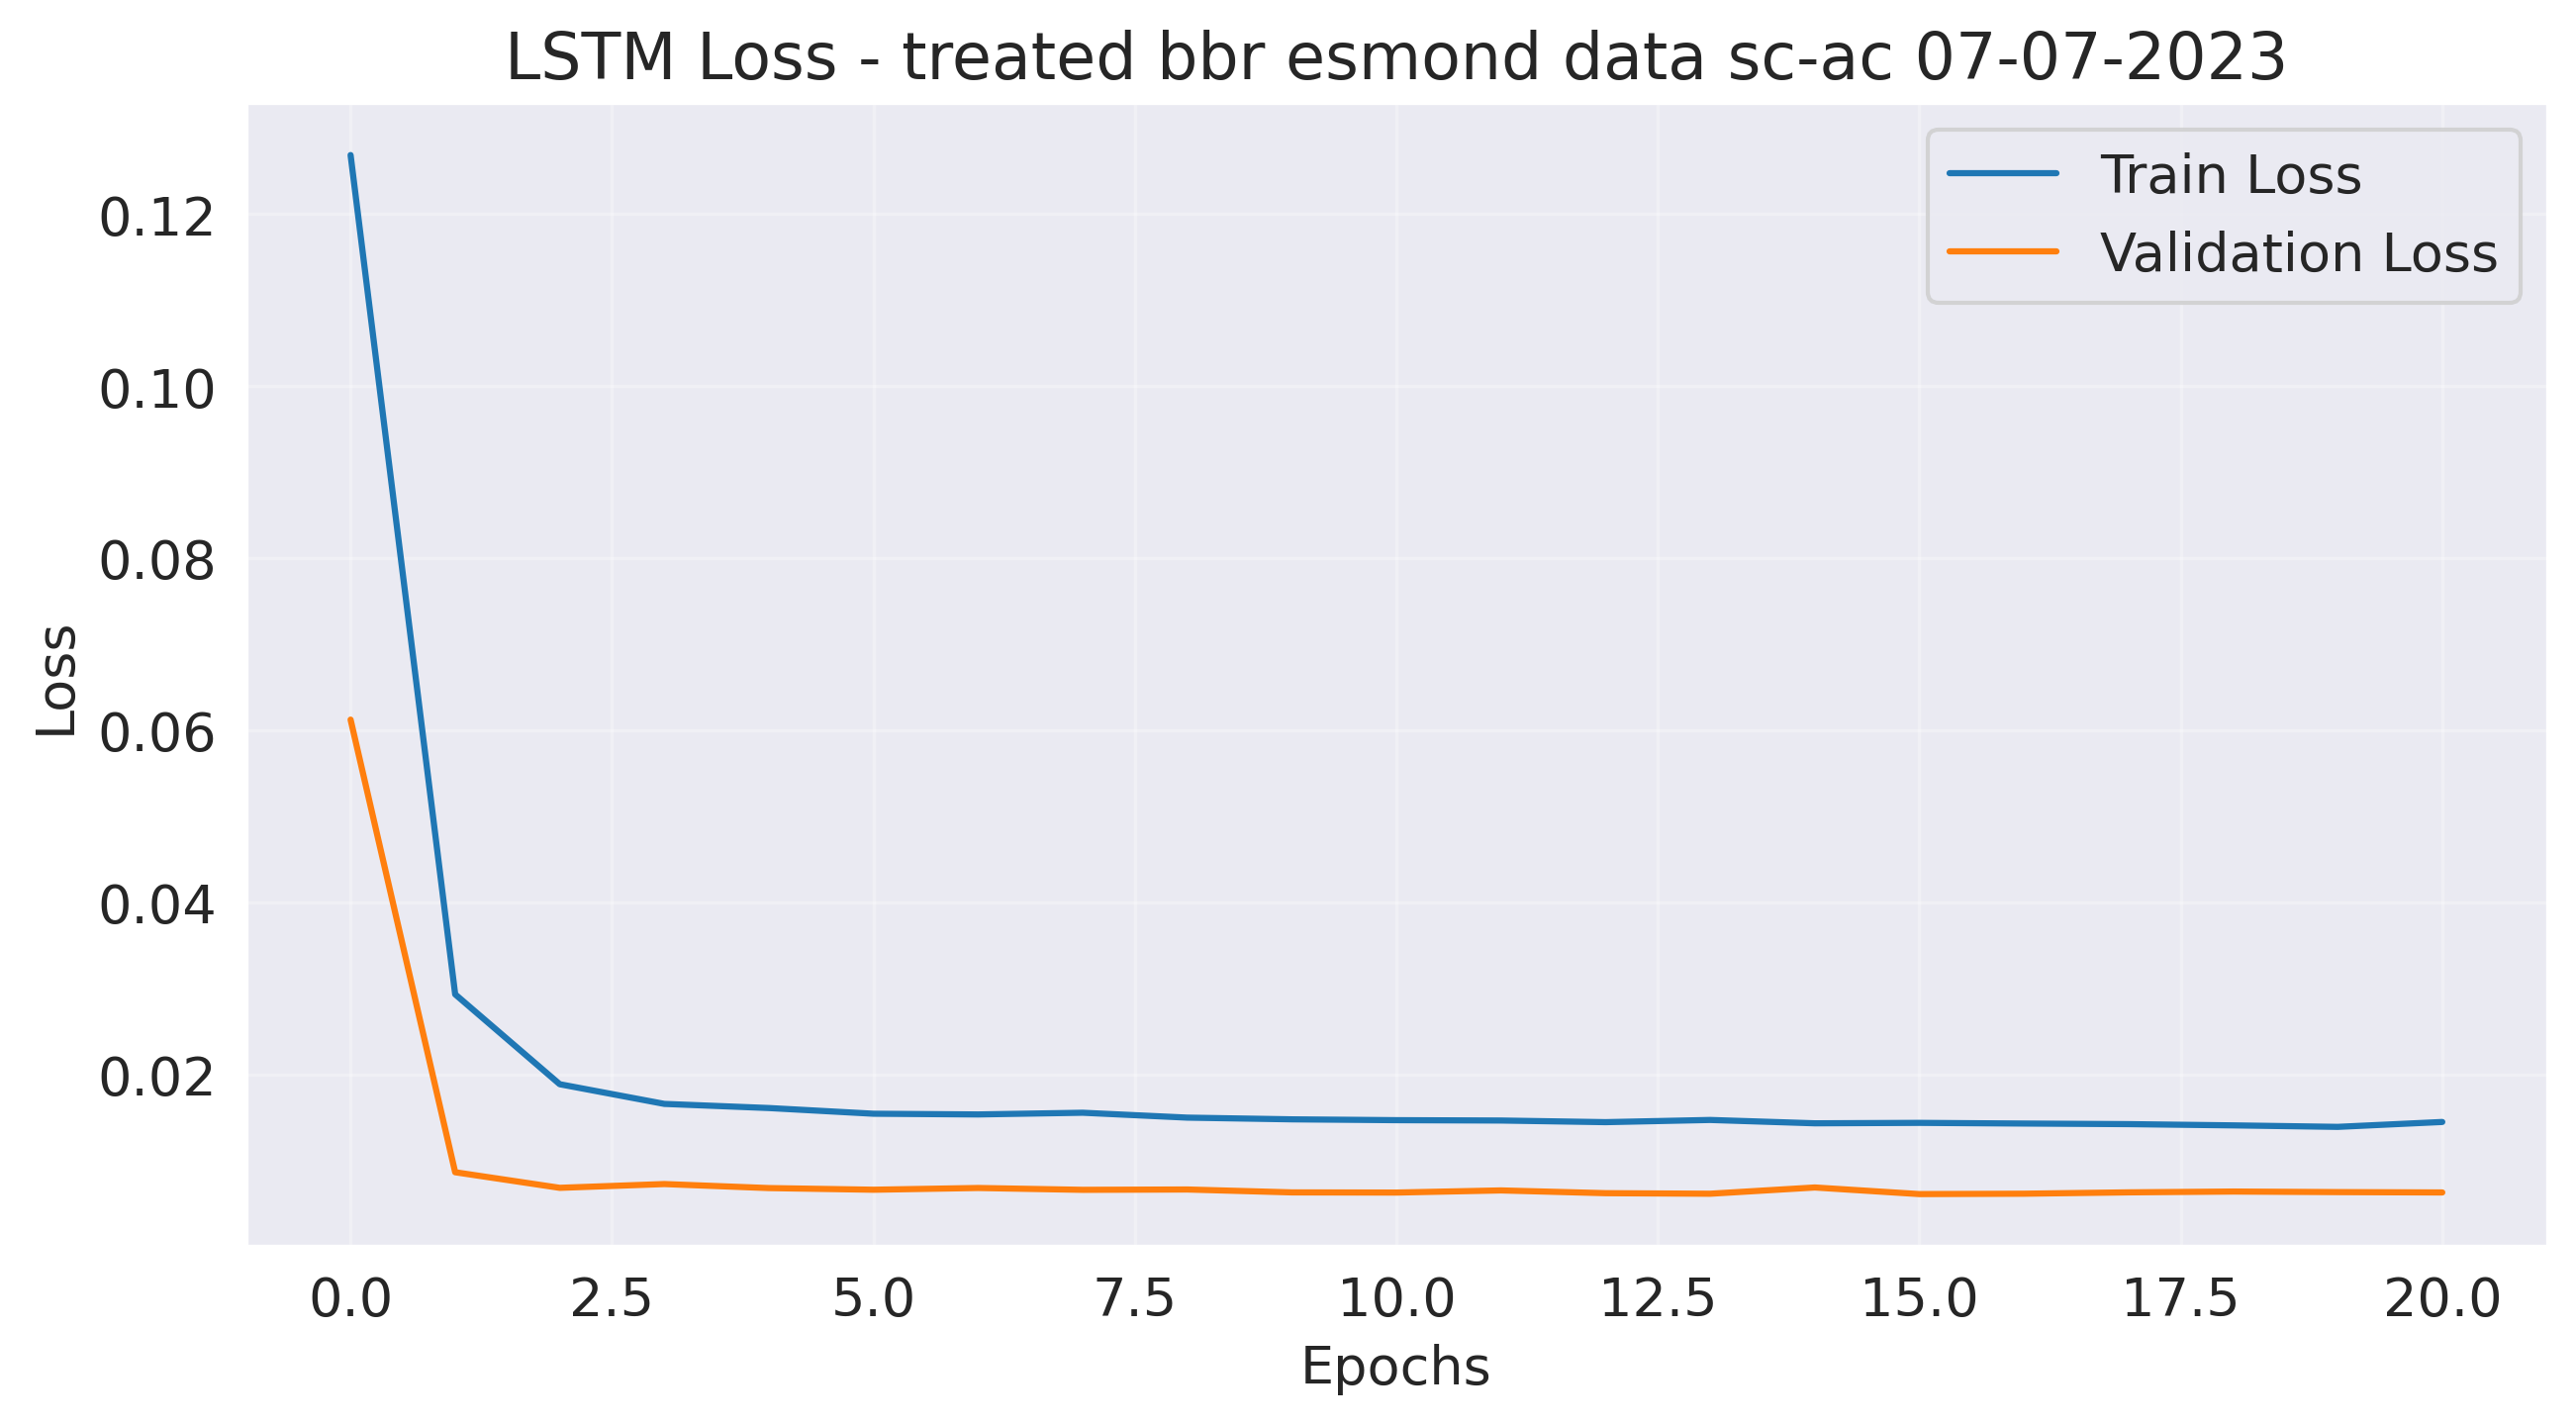 LSTM Loss - treated bbr esmond data sc-ac 07-07-2023
Train Loss
Validation Loss
0.12
0.10
0.08
0.06
0.04
0.02
Loss
0.0 2.5 5.0 7.5 10.0 12.5 15.0 17.5 20.0
Epochs